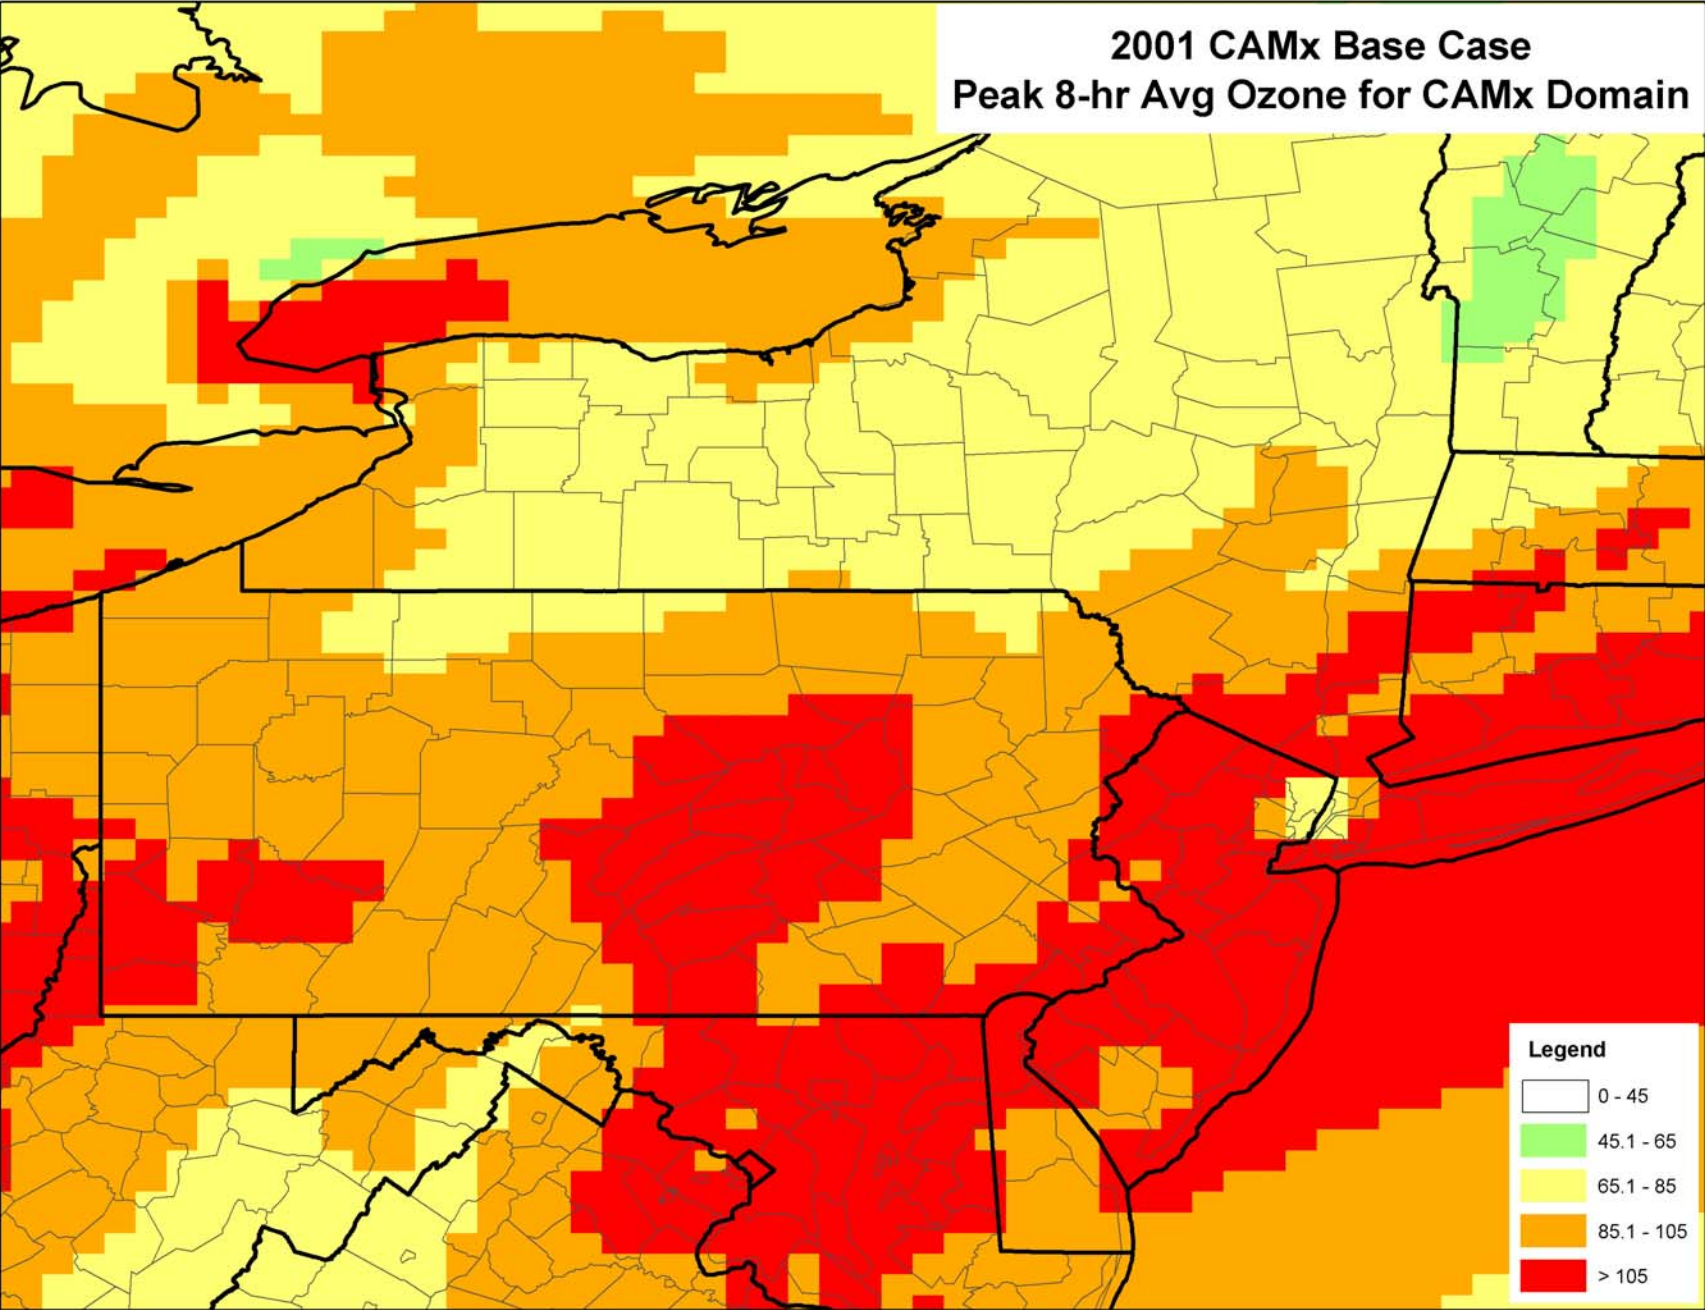 2001 CAMx Base Case
Peak 8-hr Avg Ozone for CAMx Domain
Legend
0 - 45
45.1 - 65
65.1 - 85
85.1 - 105
> 105